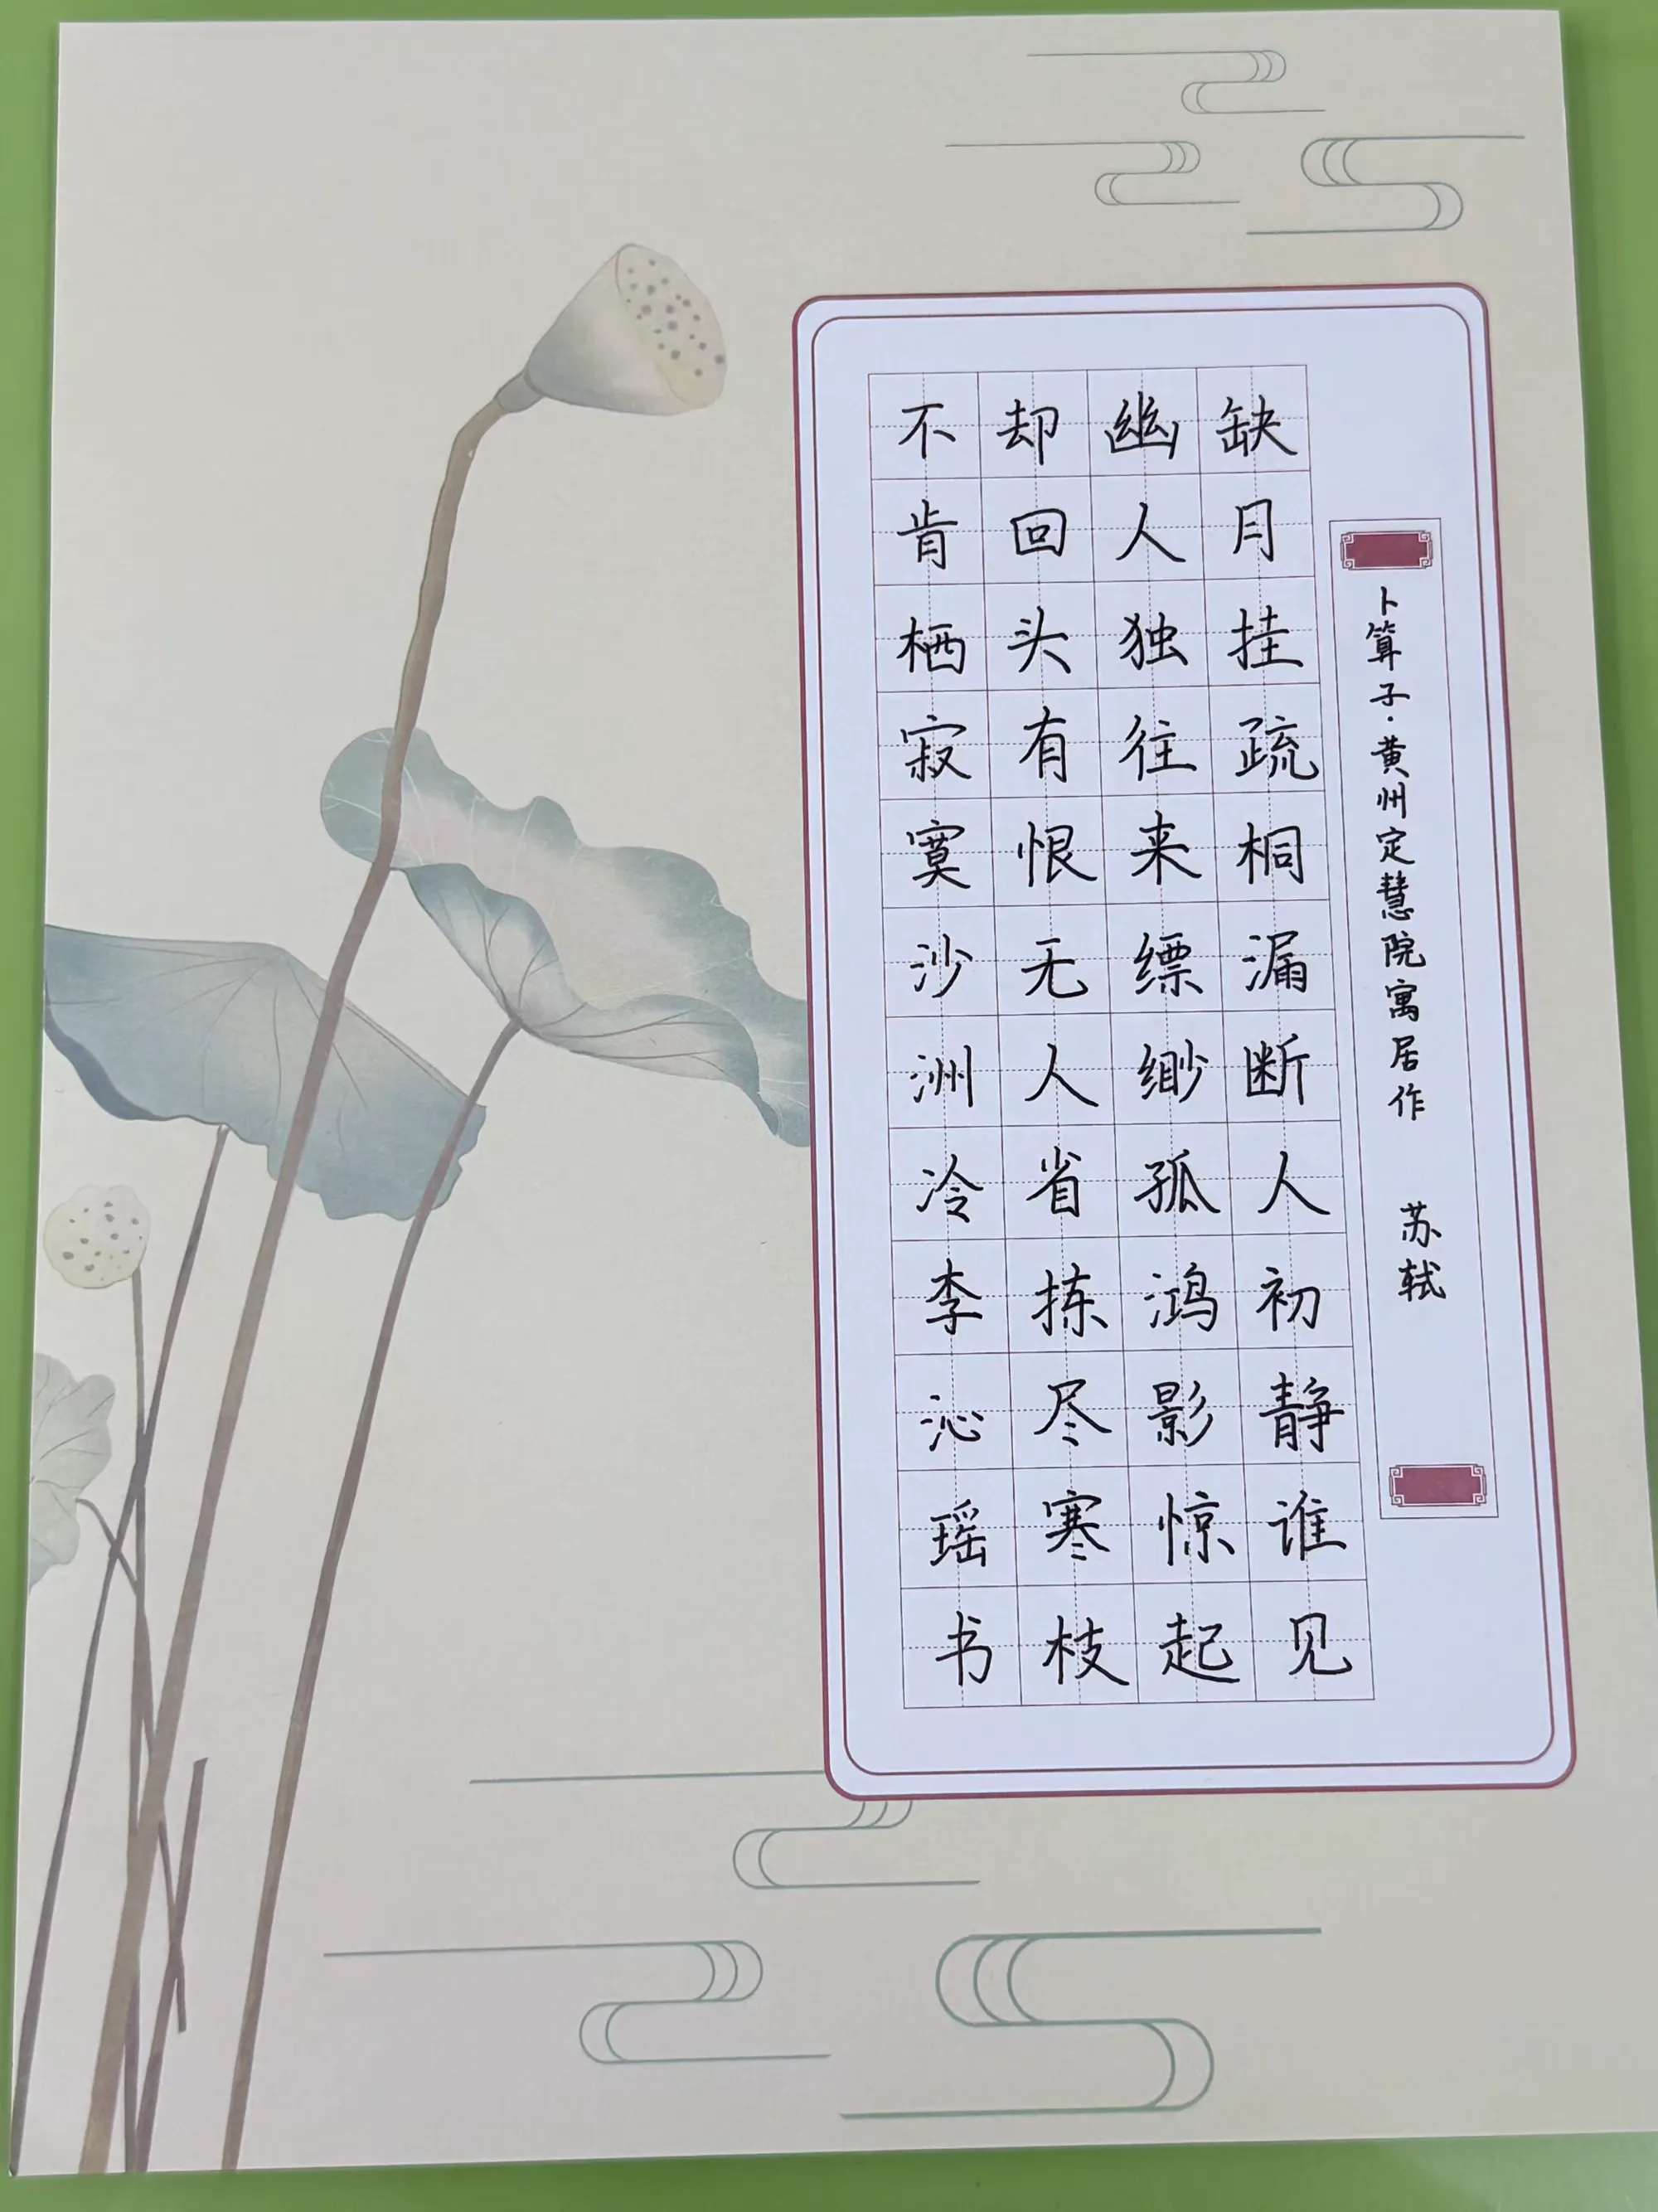 卜算子·黄州定慧院寓居作 苏轼
缺月挂疏桐漏断人初静谁见
幽人独往来缥缈孤鸿影惊起
却回头有恨无人省拣尽寒枝
不肯栖寂寞沙洲冷李沁瑶书